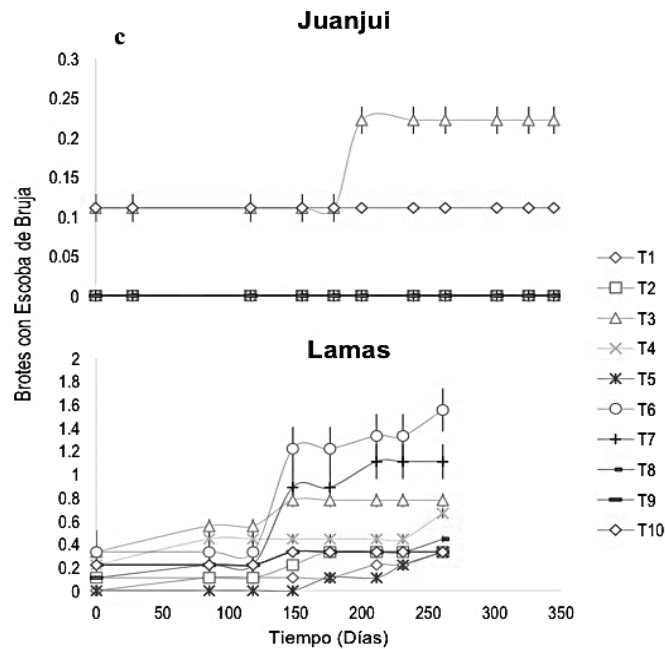 Juanjui
c
0.3
0.25
0.2
0.15
0.1
0.05
0
Brotes con Escoba de Bruja
Lamas
2
1.8
1.6
1.4
1.2
1
0.8
0.6
0.4
0.2
0
0 50 100 150 200 250 300 350
Tiempo (Días)
T1
T2
T3
T4
T5
T6
T7
T8
T9
T10